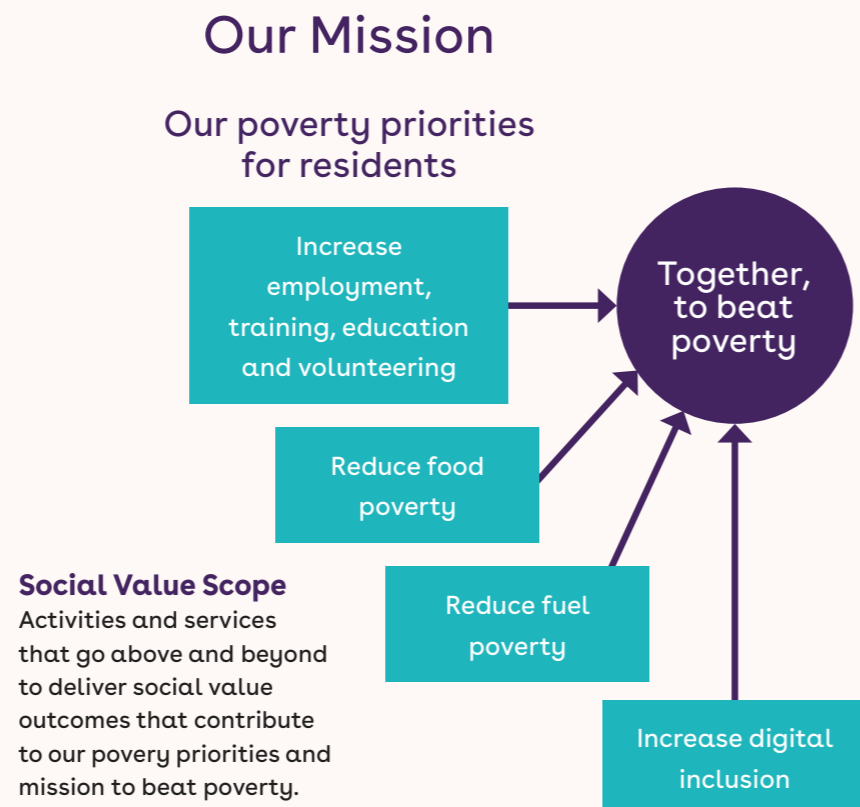 Our Mission
Our poverty priorities
for residents
Increase
employment,
training, education
and volunteering
Together,
to beat
poverty
Reduce food
poverty
Reduce fuel
poverty
Increase digital
inclusion
Social Value Scope
Activities and services
that go above and beyond
to deliver social value
outcomes that contribute
to our povery priorities and
mission to beat poverty.